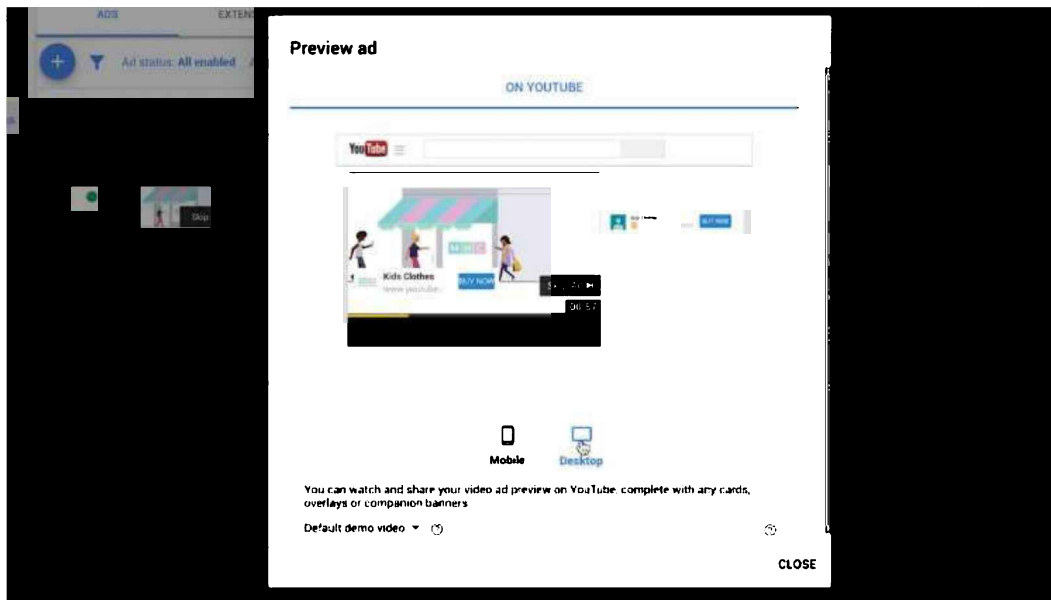 ADS EXTEN
Ad status: All enabled
Preview ad
ON YOUTUBE
YouTube
Skip
Kids Clothes
www.youtube...
BUY NOW
BUY NOW
Mobile
Desktop
You can watch and share your video ad preview on YouTube, complete with any cards,
overlays or companion banners
Default demo video
CLOSE